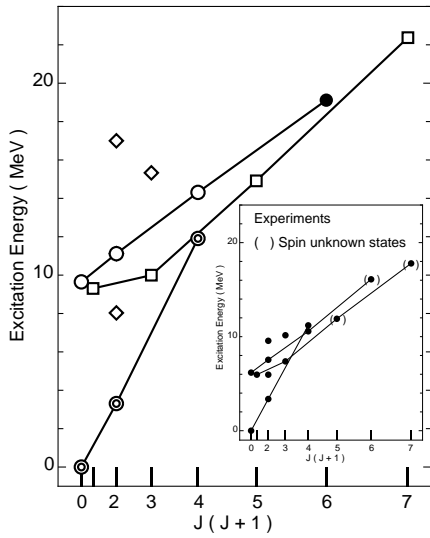 Excitation Energy ( MeV )
20
10
0
0 2 3 4 5 6 7
J ( J + 1 )
Experiments
( ) Spin unknown states
Excitation Energy ( MeV )
20
10
0
( )
( )
( )
0 2 3 4 5 6 7
J ( J + 1 )